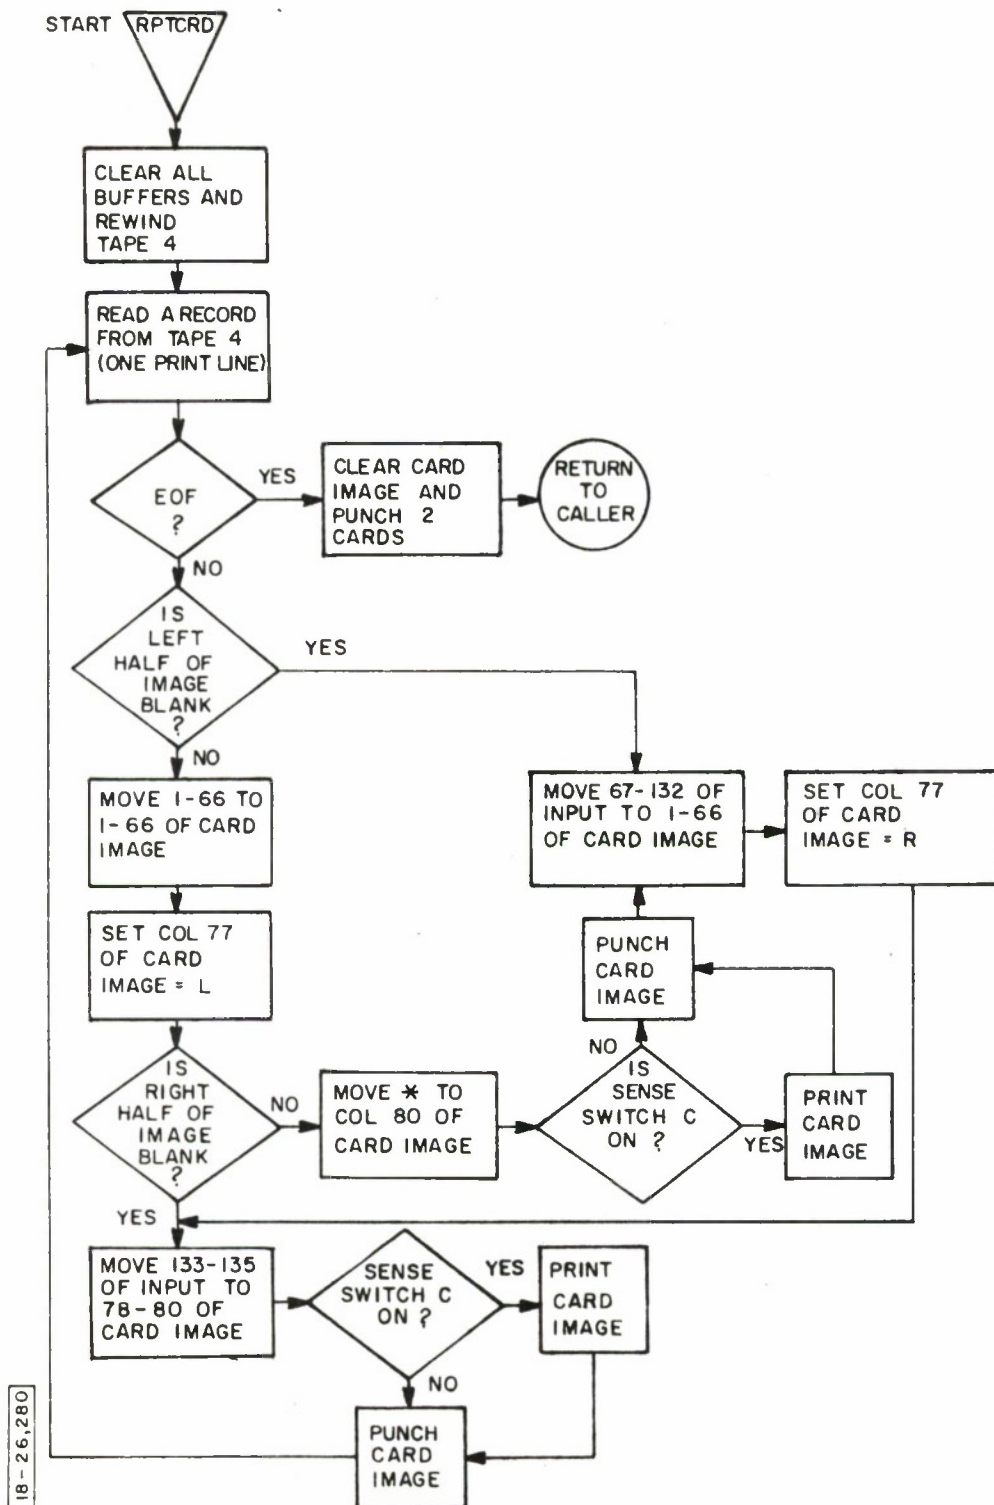 START RPTCRD
CLEAR ALL
BUFFERS AND
REWIND
TAPE 4
READ A RECORD
FROM TAPE 4
(ONE PRINT LINE)
EOF
?
YES
CLEAR CARD
IMAGE AND
PUNCH 2
CARDS
RETURN
TO
CALLER
NO
IS
LEFT
HALF OF
IMAGE
BLANK
?
YES
NO
MOVE 1-66 TO
1-66 OF CARD
IMAGE
MOVE 67-132 OF
INPUT TO 1-66
OF CARD IMAGE
SET COL 77
OF CARD
IMAGE = R
SET COL 77
OF CARD
IMAGE = L
PUNCH
CARD
IMAGE
IS
RIGHT
HALF OF
IMAGE
BLANK
?
NO
MOVE * TO
COL 80 OF
CARD IMAGE
NO
IS
SENSE
SWITCH C
ON ?
YES
PRINT
CARD
IMAGE
YES
MOVE 133-135
OF INPUT TO
78-80 OF
CARD IMAGE
SENSE
SWITCH C
ON ?
YES
PRINT
CARD
IMAGE
NO
PUNCH
CARD
IMAGE
18-26,280